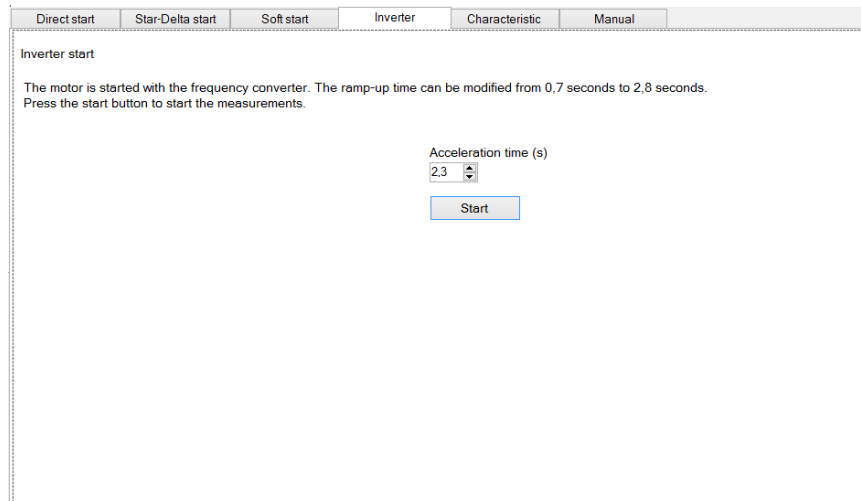 Direct start Star-Delta start Soft start Inverter Characteristic Manual
Inverter start
The motor is started with the frequency converter. The ramp-up time can be modified from 0,7 seconds to 2,8 seconds.
Press the start button to start the measurements.
Acceleration time (s)
2,3
Start